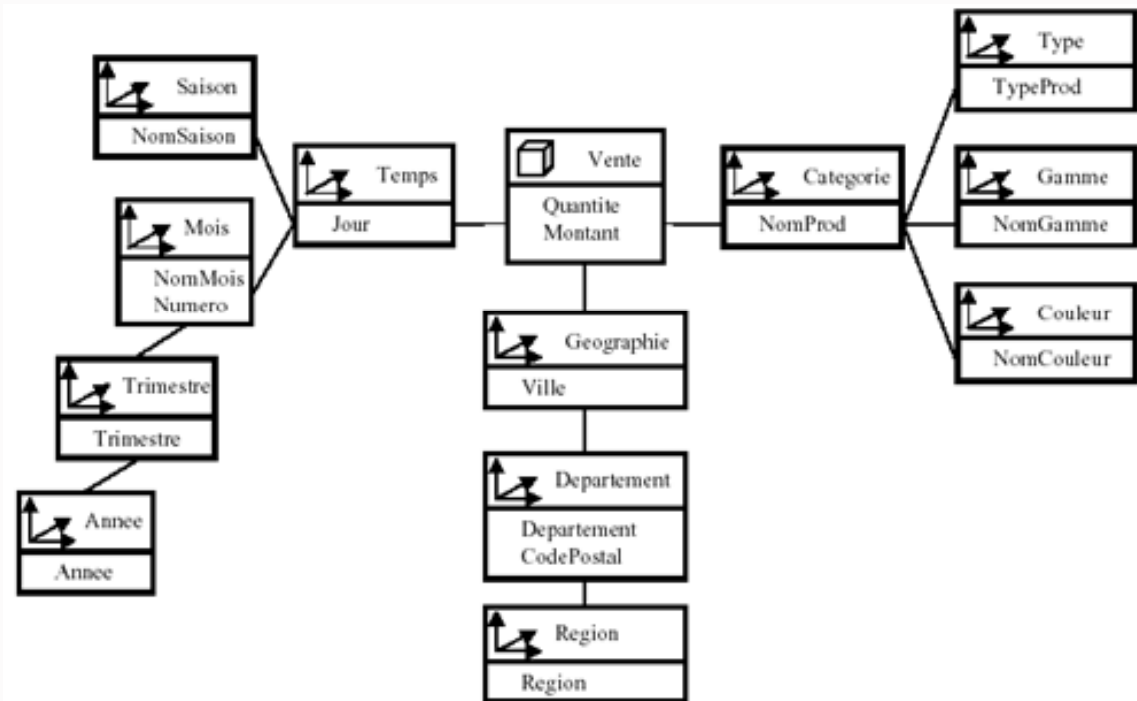 Saison
NomSaison
Mois
NomMois
Numero
Trimestre
Trimestre
Annee
Annee
Temps
Jour
Vente
Quantite
Montant
Geographie
Ville
Departement
Departement
CodePostal
Region
Region
Categorie
NomProd
Type
TypeProd
Gamme
NomGamme
Couleur
NomCouleur